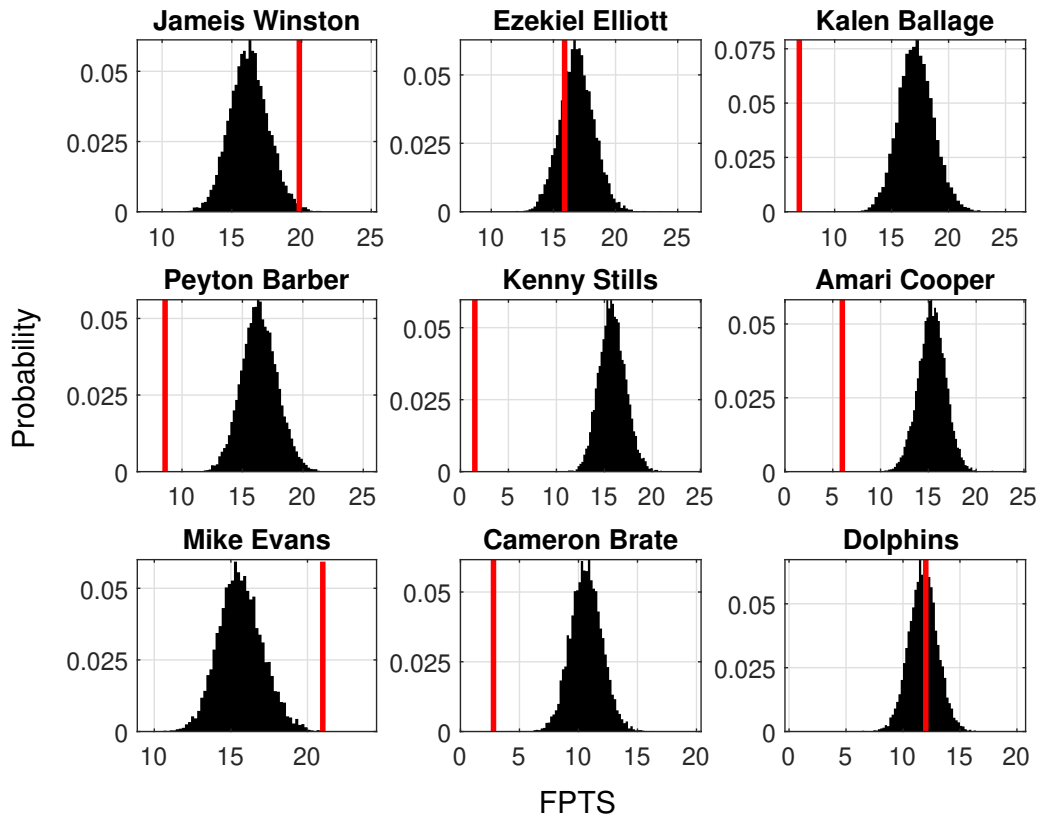 Jameis Winston
0.05
0.025
0
10 15 20 25
Ezekiel Elliott
0.05
0.025
0
10 15 20 25
Kalen Ballage
0.075
0.05
0.025
0
10 15 20 25
Probability
Peyton Barber
0.05
0.025
0
10 15 20 25
Kenny Stills
0.05
0.025
0
0 5 10 15 20 25
Amari Cooper
0.05
0.025
0
0 5 10 15 20 25
Mike Evans
0.05
0.025
0
10 15 20
Cameron Brate
0.05
0.025
0
0 5 10 15 20
Dolphins
0.05
0.025
0
0 5 10 15 20
FPTS